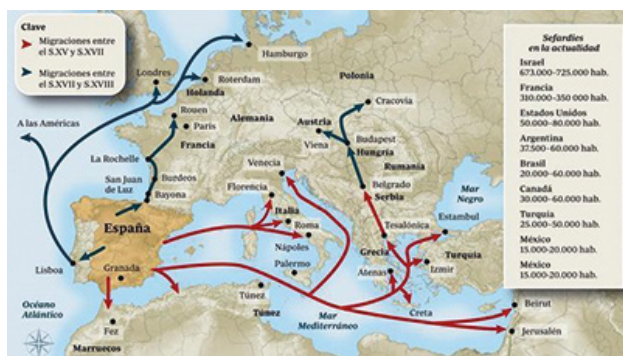 Clave
Migraciones entre
el S.XV y S.XVII
Migraciones entre
el S.XVII y S.XVIII
Hamburgo
Londres
Roterdam
Holanda
Polonia
Rouen
Alemania
Cracovia
A las Américas
París
Austria
Francia
Viena
Budapest
Hungría
La Rochelle
Venecia
Rumanía
San Juan
de Luz
Burdeos
Bayona
Florencia
Belgrado
Serbia
Mar
Negro
Italia
España
Roma
Tesalónica
Estambul
Nápoles
Grecia
Turquía
Lisboa
Granada
Palermo
Atenas
Izmir
Océano
Atlántico
Túnez
Creta
Beirut
Fez
Túnez
Mar
Mediterráneo
Jerusalén
Marruecos
Sefardíes
en la actualidad
Israel
673.000-725.000 hab.
Francia
310.000-350 000 hab.
Estados Unidos
50.000-80.000 hab.
Argentina
37.500-60.000 hab.
Brasil
20.000-60.000 hab.
Canadá
30.000-60.000 hab.
Turquía
25.000-50.000 hab.
México
15.000-20.000 hab.
México
15.000-20.000 hab.